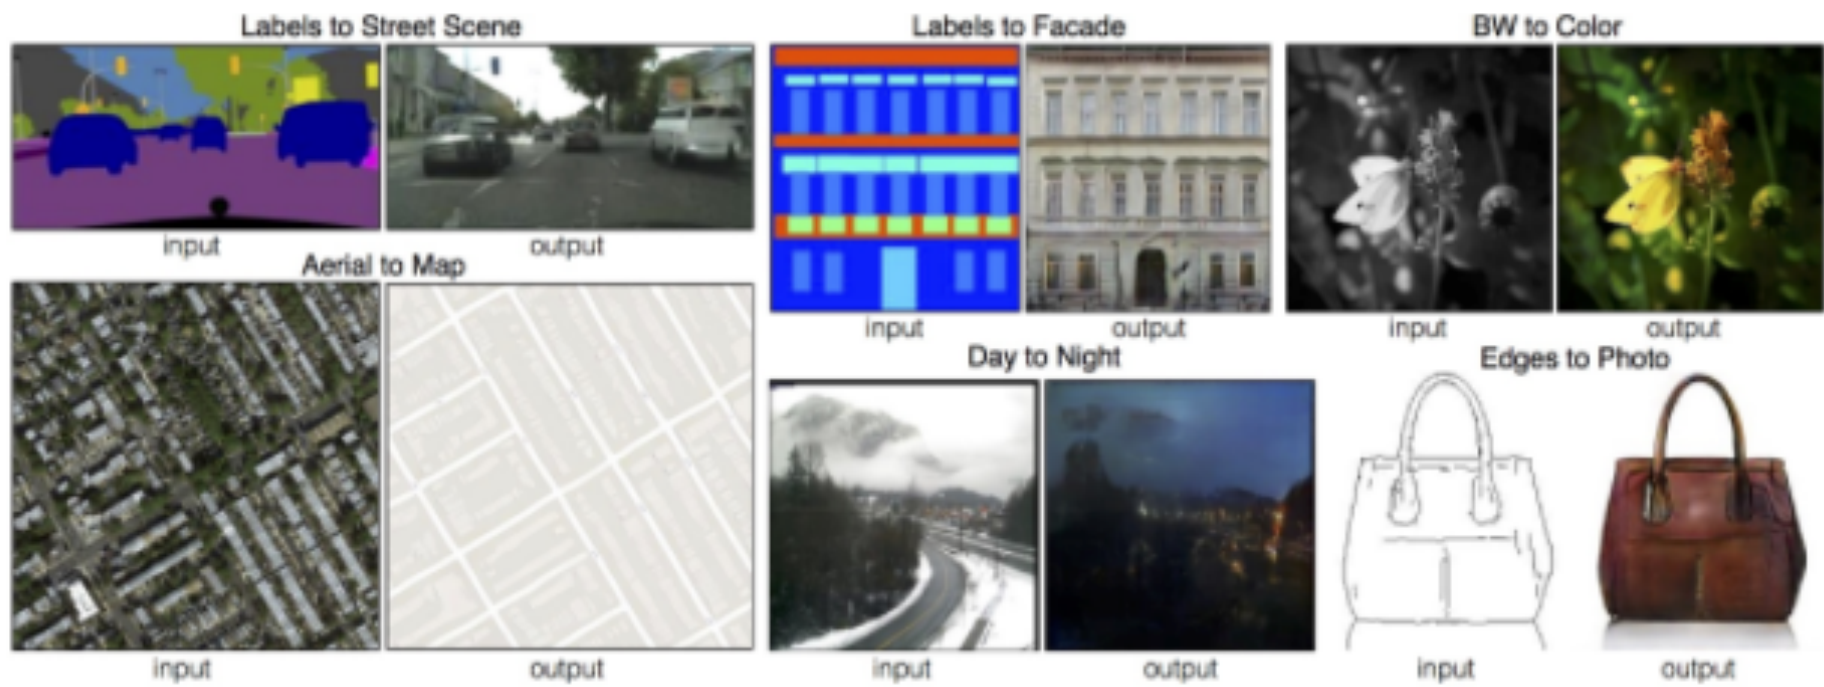 Labels to Street Scene
input
output
Aerial to Map
input
output
Labels to Facade
input
output
BW to Color
input
output
Day to Night
input
output
Edges to Photo
input
output